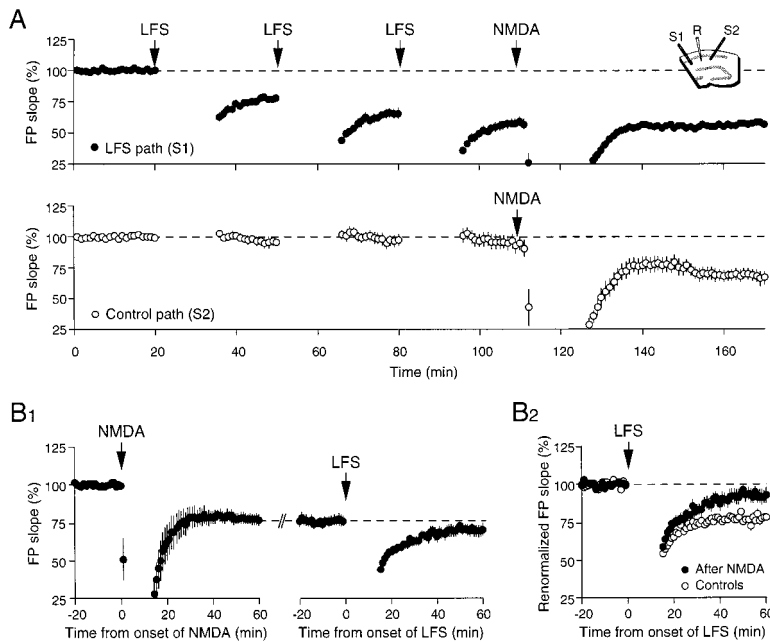 A
LFS
LFS
LFS
NMDA
S1
R
S2
FP slope (%)
125
100
75
50
25
LFS path (S1)
NMDA
FP slope (%)
125
100
75
50
25
Control path (S2)
0
20
40
60
80
100
120
140
160
Time (min)
B1
NMDA
LFS
FP slope (%)
125
100
75
50
25
-20
0
20
40
60
-20
0
20
40
60
Time from onset of NMDA (min)
Time from onset of LFS (min)
B2
LFS
Renormalized FP slope (%)
125
100
75
50
25
After NMDA
Controls
-20
0
20
40
60
Time from onset of LFS (min)